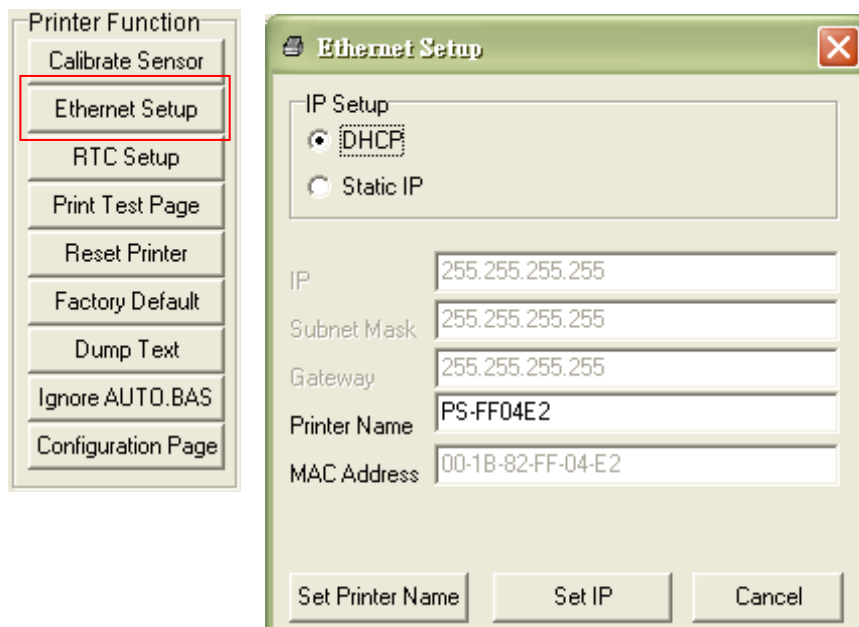 Printer Function
Calibrate Sensor
Ethernet Setup
RTC Setup
Print Test Page
Reset Printer
Factory Default
Dump Text
Ignore AUTO.BAS
Configuration Page
Ethernet Setup
IP Setup
DHCP
Static IP
IP 255.255.255.255
Subnet Mask 255.255.255.255
Gateway 255.255.255.255
Printer Name PS-FF04E2
MAC Address 00-1B-82-FF-04-E2
Set Printer Name Set IP Cancel